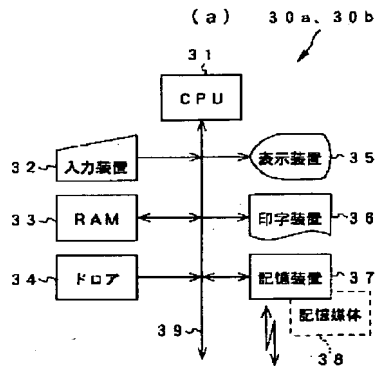 (a)
30a、30b
31
CPU
32
入力装置
表示装置
35
33
RAM
印字装置
36
34
ドロア
記憶装置
37
39
記憶媒体
38